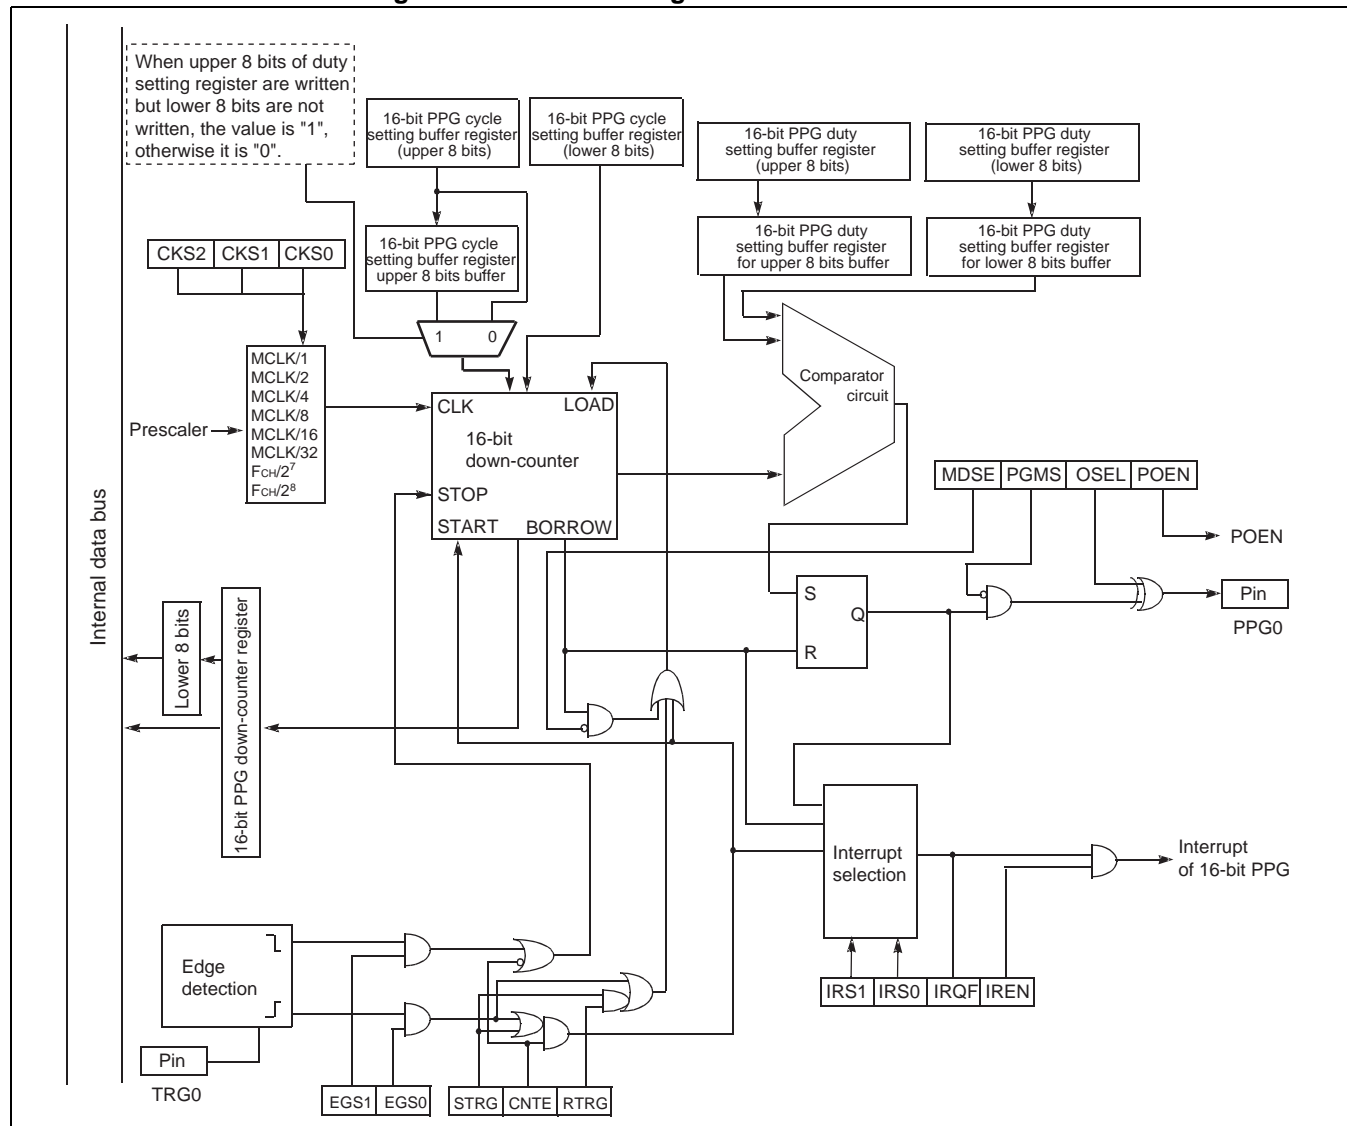 When upper 8 bits of duty
setting register are written
but lower 8 bits are not
written, the value is "1",
otherwise it is "0".
16-bit PPG cycle
setting buffer register
(upper 8 bits)
16-bit PPG cycle
setting buffer register
(lower 8 bits)
16-bit PPG duty
setting buffer register
(upper 8 bits)
16-bit PPG duty
setting buffer register
(lower 8 bits)
16-bit PPG cycle
setting buffer register
upper 8 bits buffer
16-bit PPG duty
setting buffer register
for upper 8 bits buffer
16-bit PPG duty
setting buffer register
for lower 8 bits buffer
CKS2 CKS1 CKS0
1 0
MCLK/1
MCLK/2
MCLK/4
MCLK/8
MCLK/16
MCLK/32
FCH/2⁷
FCH/2⁸
Prescaler
CLK
LOAD
16-bit
down-counter
STOP
START
BORROW
Comparator
circuit
MDSE PGMS OSEL POEN
POEN
Pin
PPG0
S
Q
R
Internal data bus
Lower 8 bits
16-bit PPG down-counter register
Interrupt
selection
Interrupt
of 16-bit PPG
IRS1 IRS0 IRQF IREN
Edge
detection
Pin
TRG0
EGS1 EGS0
STRG CNTE RTRG